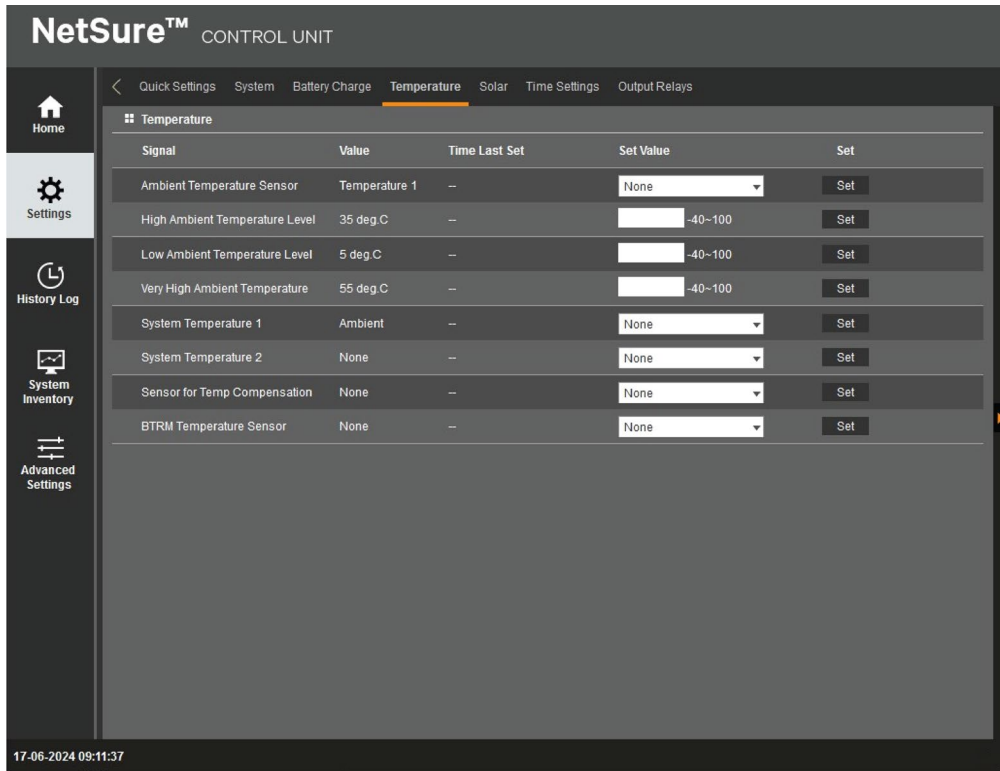 NetSure™ CONTROL UNIT
Quick Settings System Battery Charge Temperature Solar Time Settings Output Relays
Home
Settings
History Log
System
Inventory
Advanced
Settings
Temperature
Signal Value Time Last Set Set Value Set
Ambient Temperature Sensor Temperature 1 -- None Set
High Ambient Temperature Level 35 deg.C -- -40~100 Set
Low Ambient Temperature Level 5 deg.C -- -40~100 Set
Very High Ambient Temperature 55 deg.C -- -40~100 Set
System Temperature 1 Ambient -- None Set
System Temperature 2 None -- None Set
Sensor for Temp Compensation None -- None Set
BTRM Temperature Sensor None -- None Set
17-06-2024 09:11:37